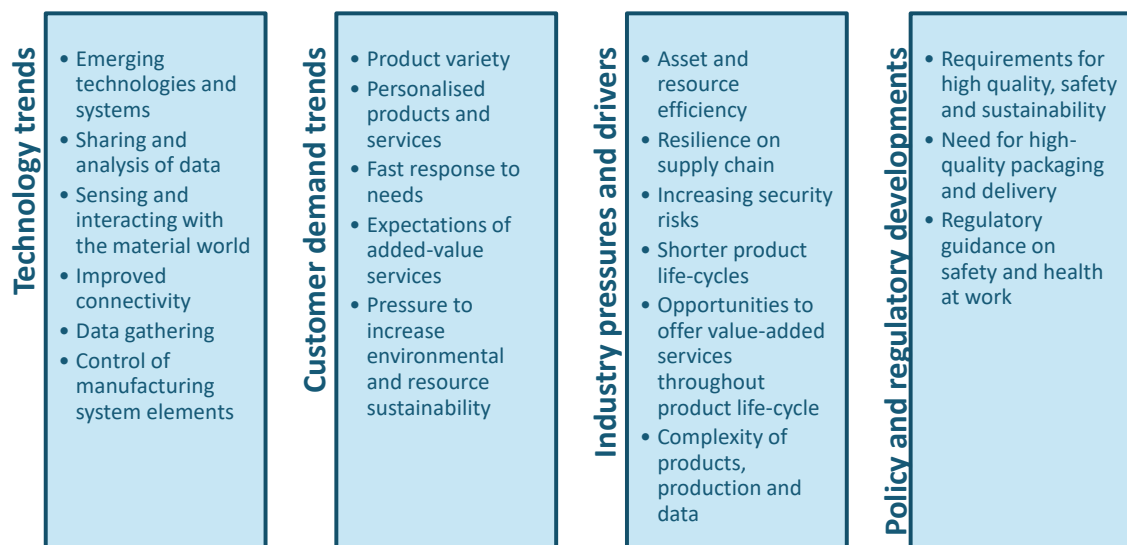 Technology trends
• Emerging
technologies and
systems
• Sharing and
analysis of data
• Sensing and
interacting with
the material world
• Improved
connectivity
• Data gathering
• Control of
manufacturing
system elements
Customer demand trends
• Product variety
• Personalised
products and
services
• Fast response to
needs
• Expectations of
added-value
services
• Pressure to
increase
environmental
and resource
sustainability
Industry pressures and drivers
• Asset and
resource
efficiency
• Resilience on
supply chain
• Increasing security
risks
• Shorter product
life-cycles
• Opportunities to
offer value-added
services
throughout
product life-cycle
• Complexity of
products,
production and
data
Policy and regulatory developments
• Requirements for
high quality, safety
and sustainability
• Need for high-
quality packaging
and delivery
• Regulatory
guidance on
safety and health
at work